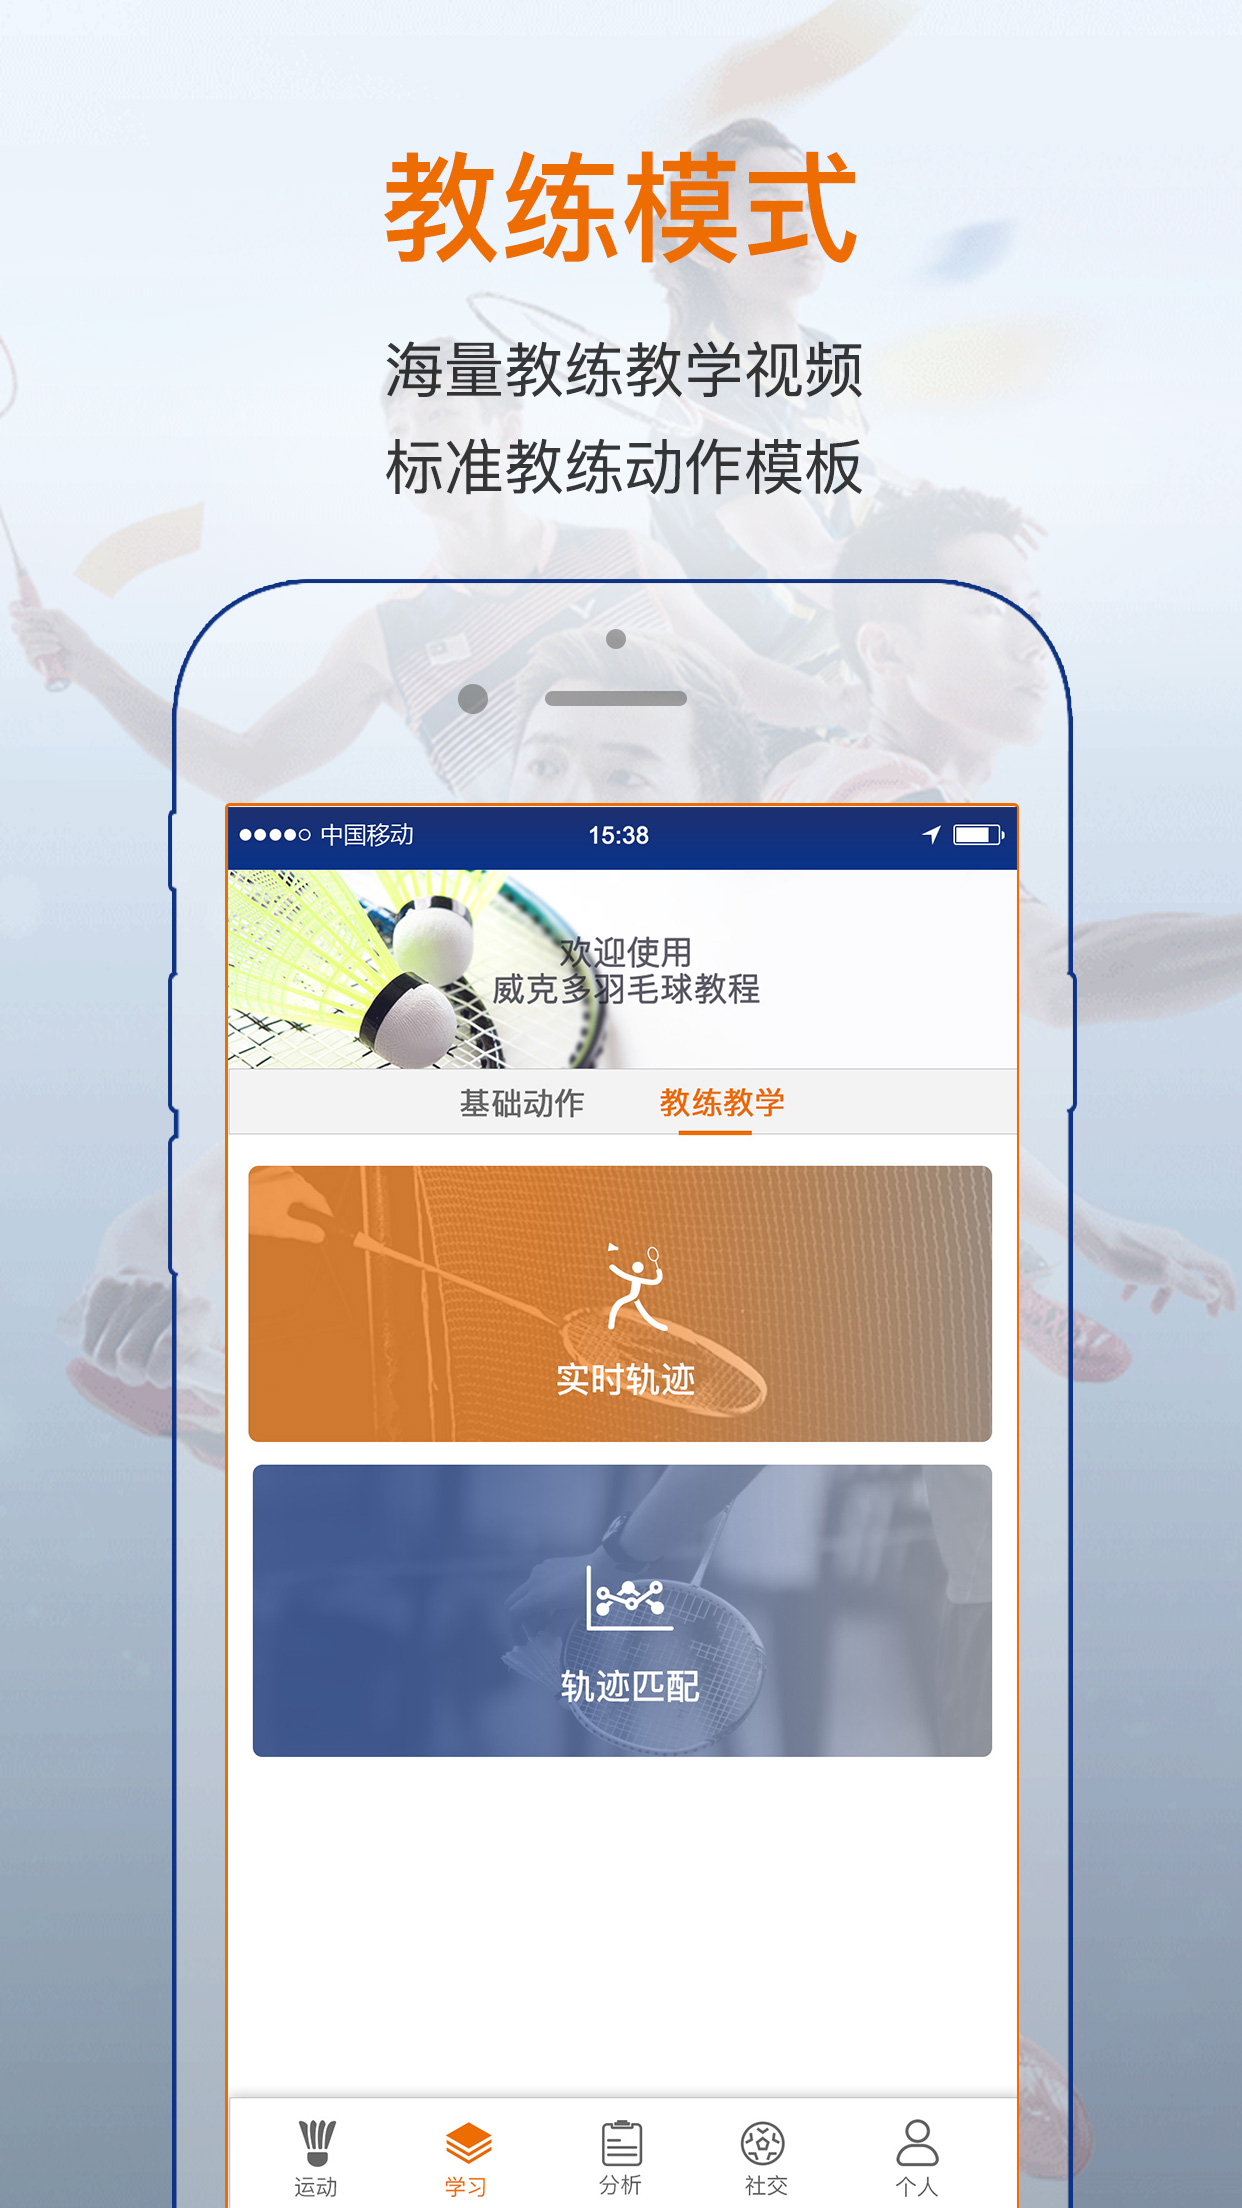 教练模式
海量教练教学视频
标准教练动作模板
中国移动
15:38
欢迎使用
威克多羽毛球教程
基础动作
教练教学
实时轨迹
轨迹匹配
运动
学习
分析
社交
个人